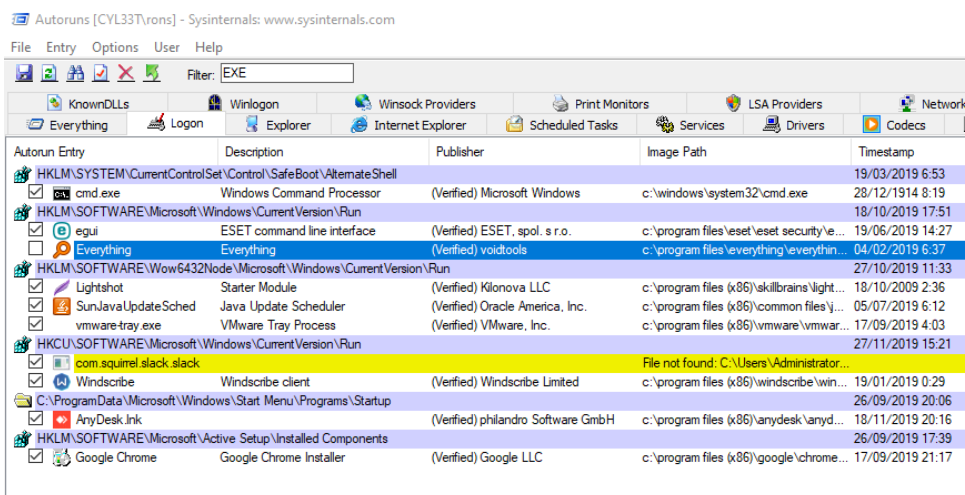 Autoruns [CYL33T\rons] - Sysinternals: www.sysinternals.com
File Entry Options User Help
Filter: EXE
KnownDLLs Winlogon Winsock Providers Print Monitors LSA Providers Network
Everything Logon Explorer Internet Explorer Scheduled Tasks Services Drivers Codecs
Autorun Entry Description Publisher Image Path Timestamp
HKLM\SYSTEM\CurrentControlSet\Control\SafeBoot\AlternateShell 19/03/2019 6:53
cmd.exe Windows Command Processor (Verified) Microsoft Windows c:\windows\system32\cmd.exe 28/12/1914 8:19
HKLM\SOFTWARE\Microsoft\Windows\CurrentVersion\Run 18/10/2019 17:51
egui ESET command line interface (Verified) ESET, spol. s r.o. c:\program files\eset\eset security\e... 19/06/2019 14:27
Everything Everything (Verified) voidtools c:\program files\everything\everythin... 04/02/2019 6:37
HKLM\SOFTWARE\Wow6432Node\Microsoft\Windows\CurrentVersion\Run 27/10/2019 11:33
Lightshot Starter Module (Verified) Kilonova LLC c:\program files (x86)\skillbrains\light... 18/10/2009 2:36
SunJavaUpdateSched Java Update Scheduler (Verified) Oracle America, Inc. c:\program files (x86)\common files\j... 05/07/2019 6:12
vmware-tray.exe VMware Tray Process (Verified) VMware, Inc. c:\program files (x86)\vmware\vmwar... 17/09/2019 4:03
HKCU\SOFTWARE\Microsoft\Windows\CurrentVersion\Run 27/11/2019 15:21
com.squirrel.slack.slack File not found: C:\Users\Administrator...
Windscribe Windscribe client (Verified) Windscribe Limited c:\program files (x86)\windscribe\win... 19/01/2019 0:29
C:\ProgramData\Microsoft\Windows\Start Menu\Programs\Startup 26/09/2019 20:06
AnyDesk.lnk (Verified) philandro Software GmbH c:\program files (x86)\anydesk\anyd... 18/11/2019 20:16
HKLM\SOFTWARE\Microsoft\Active Setup\Installed Components 26/09/2019 17:39
Google Chrome Google Chrome Installer (Verified) Google LLC c:\program files (x86)\google\chrome... 17/09/2019 21:17